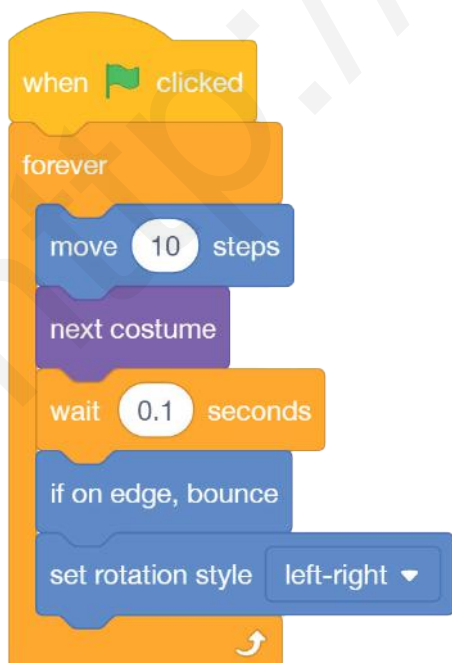 when clicked
forever
move 10 steps
next costume
wait 0.1 seconds
if on edge, bounce
set rotation style left-right
http://